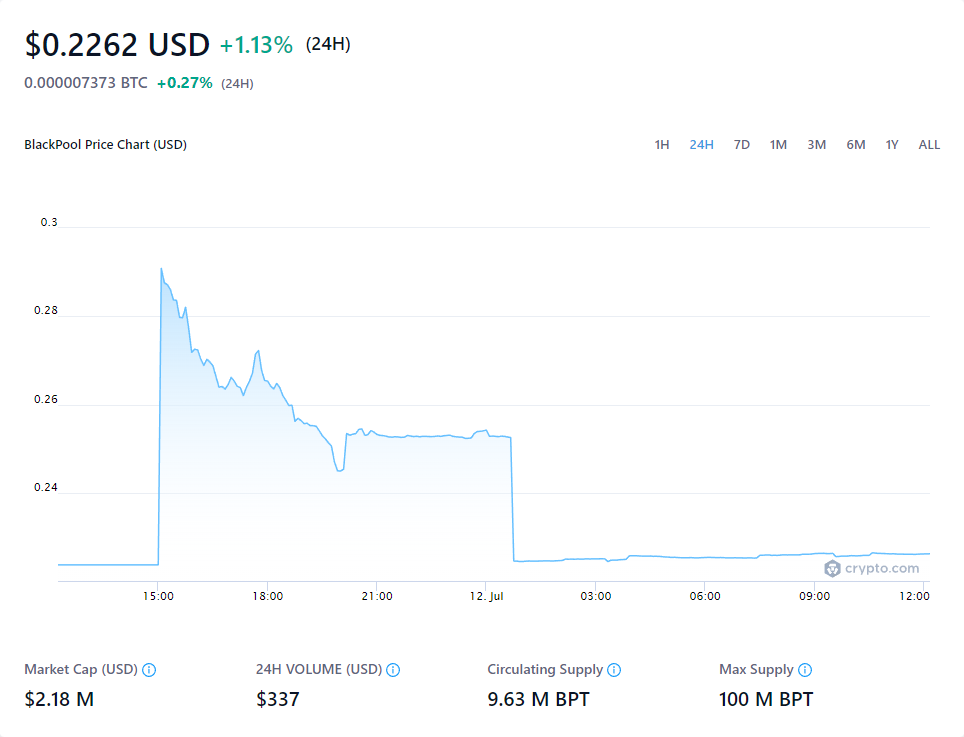 $0.2262 USD +1.13% (24H)
0.000007373 BTC +0.27% (24H)
BlackPool Price Chart (USD) 1H 24H 7D 1M 3M 6M 1Y ALL
0.3
0.28
0.26
0.24
crypto.com
15:00 18:00 21:00 12. Jul 03:00 06:00 09:00 12:00
Market Cap (USD) 24H VOLUME (USD) Circulating Supply Max Supply
$2.18 M $337 9.63 M BPT 100 M BPT